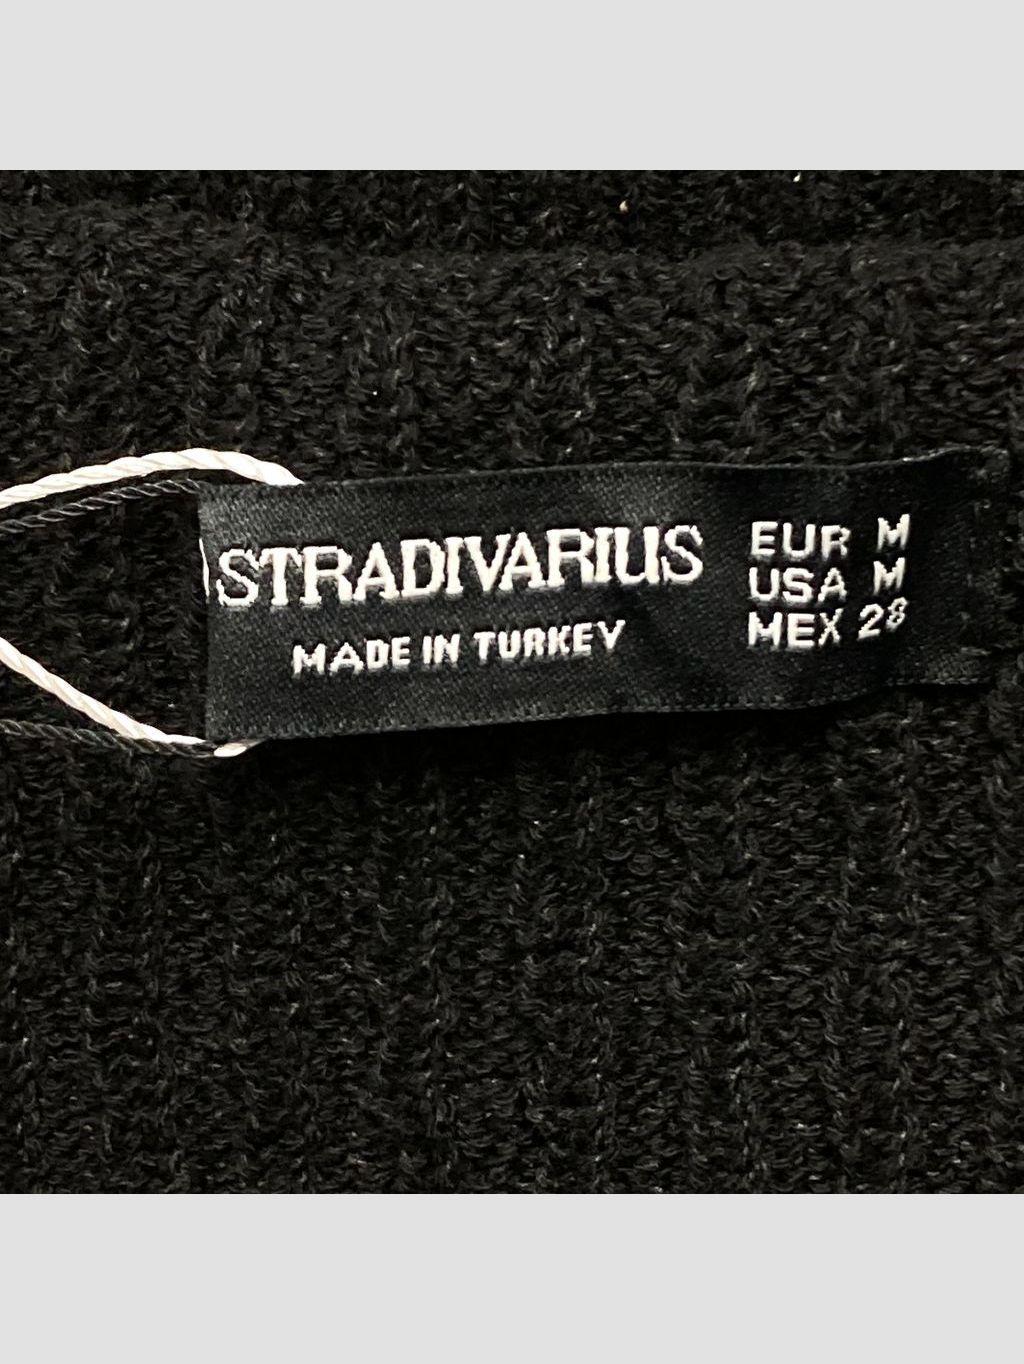 STRADIVARIUS
MADE IN TURKEY
EUR M
USA M
MEX 28